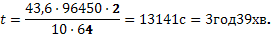 t = 43,6 · 96450 · 2 / 10 · 64 = 13141с = 3год39хв.